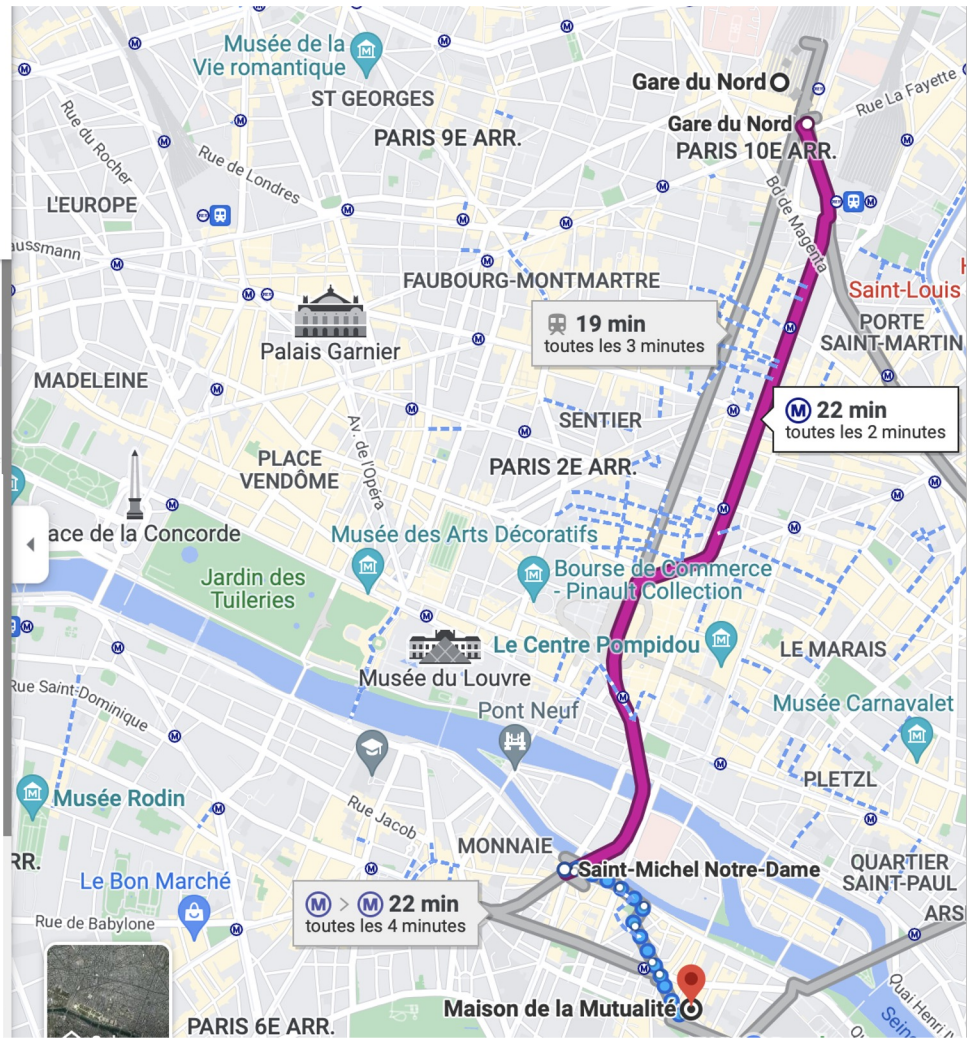 Musée de la
Vie romantique
ST GEORGES
Gare du Nord
Rue La Fayette
Gare du Nord
PARIS 9E ARR.
PARIS 10E ARR.
Rue du Rocher
Rue de Londres
Bd de Magenta
L'EUROPE
aussmann
FAUBOURG-MONTMARTRE
H
Saint-Louis
19 min
toutes les 3 minutes
PORTE
SAINT-MARTIN
Palais Garnier
MADELEINE
M 22 min
toutes les 2 minutes
SENTIER
Av. de l'Opéra
PLACE
VENDÔME
PARIS 2E ARR.
ace de la Concorde
Musée des Arts Décoratifs
Jardin des
Tuileries
Bourse de Commerce
- Pinault Collection
Le Centre Pompidou
LE MARAIS
Musée du Louvre
Rue Saint-Dominique
Pont Neuf
Musée Carnavalet
PLETZL
Musée Rodin
Rue Jacob
MONNAIE
RR.
Saint-Michel Notre-Dame
QUARTIER
SAINT-PAUL
Le Bon Marché
M > M 22 min
toutes les 4 minutes
Rue de Babylone
ARS
Maison de la Mutualité
PARIS 6E ARR.
Quai Henri I
Seine